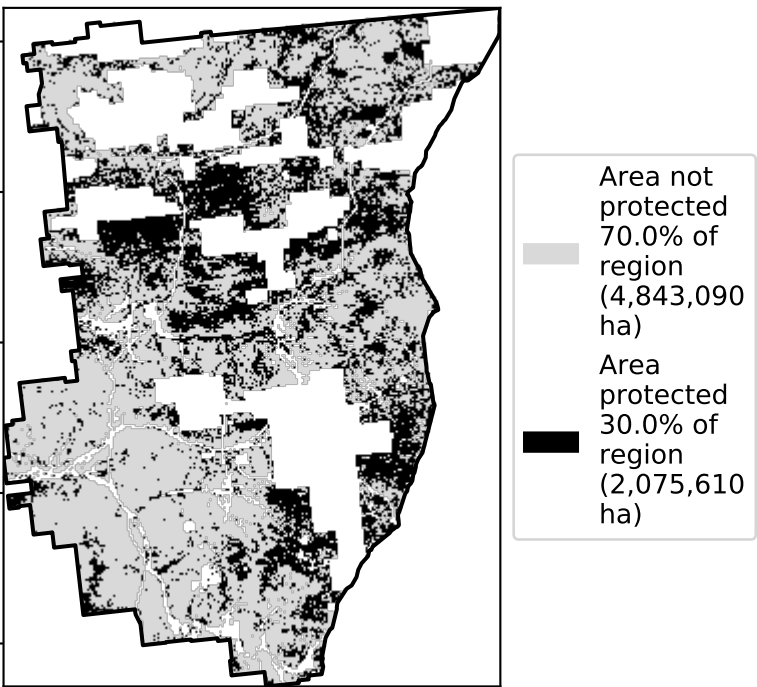 Area not
protected
70.0% of
region
(4,843,090
ha)
Area
protected
30.0% of
region
(2,075,610
ha)